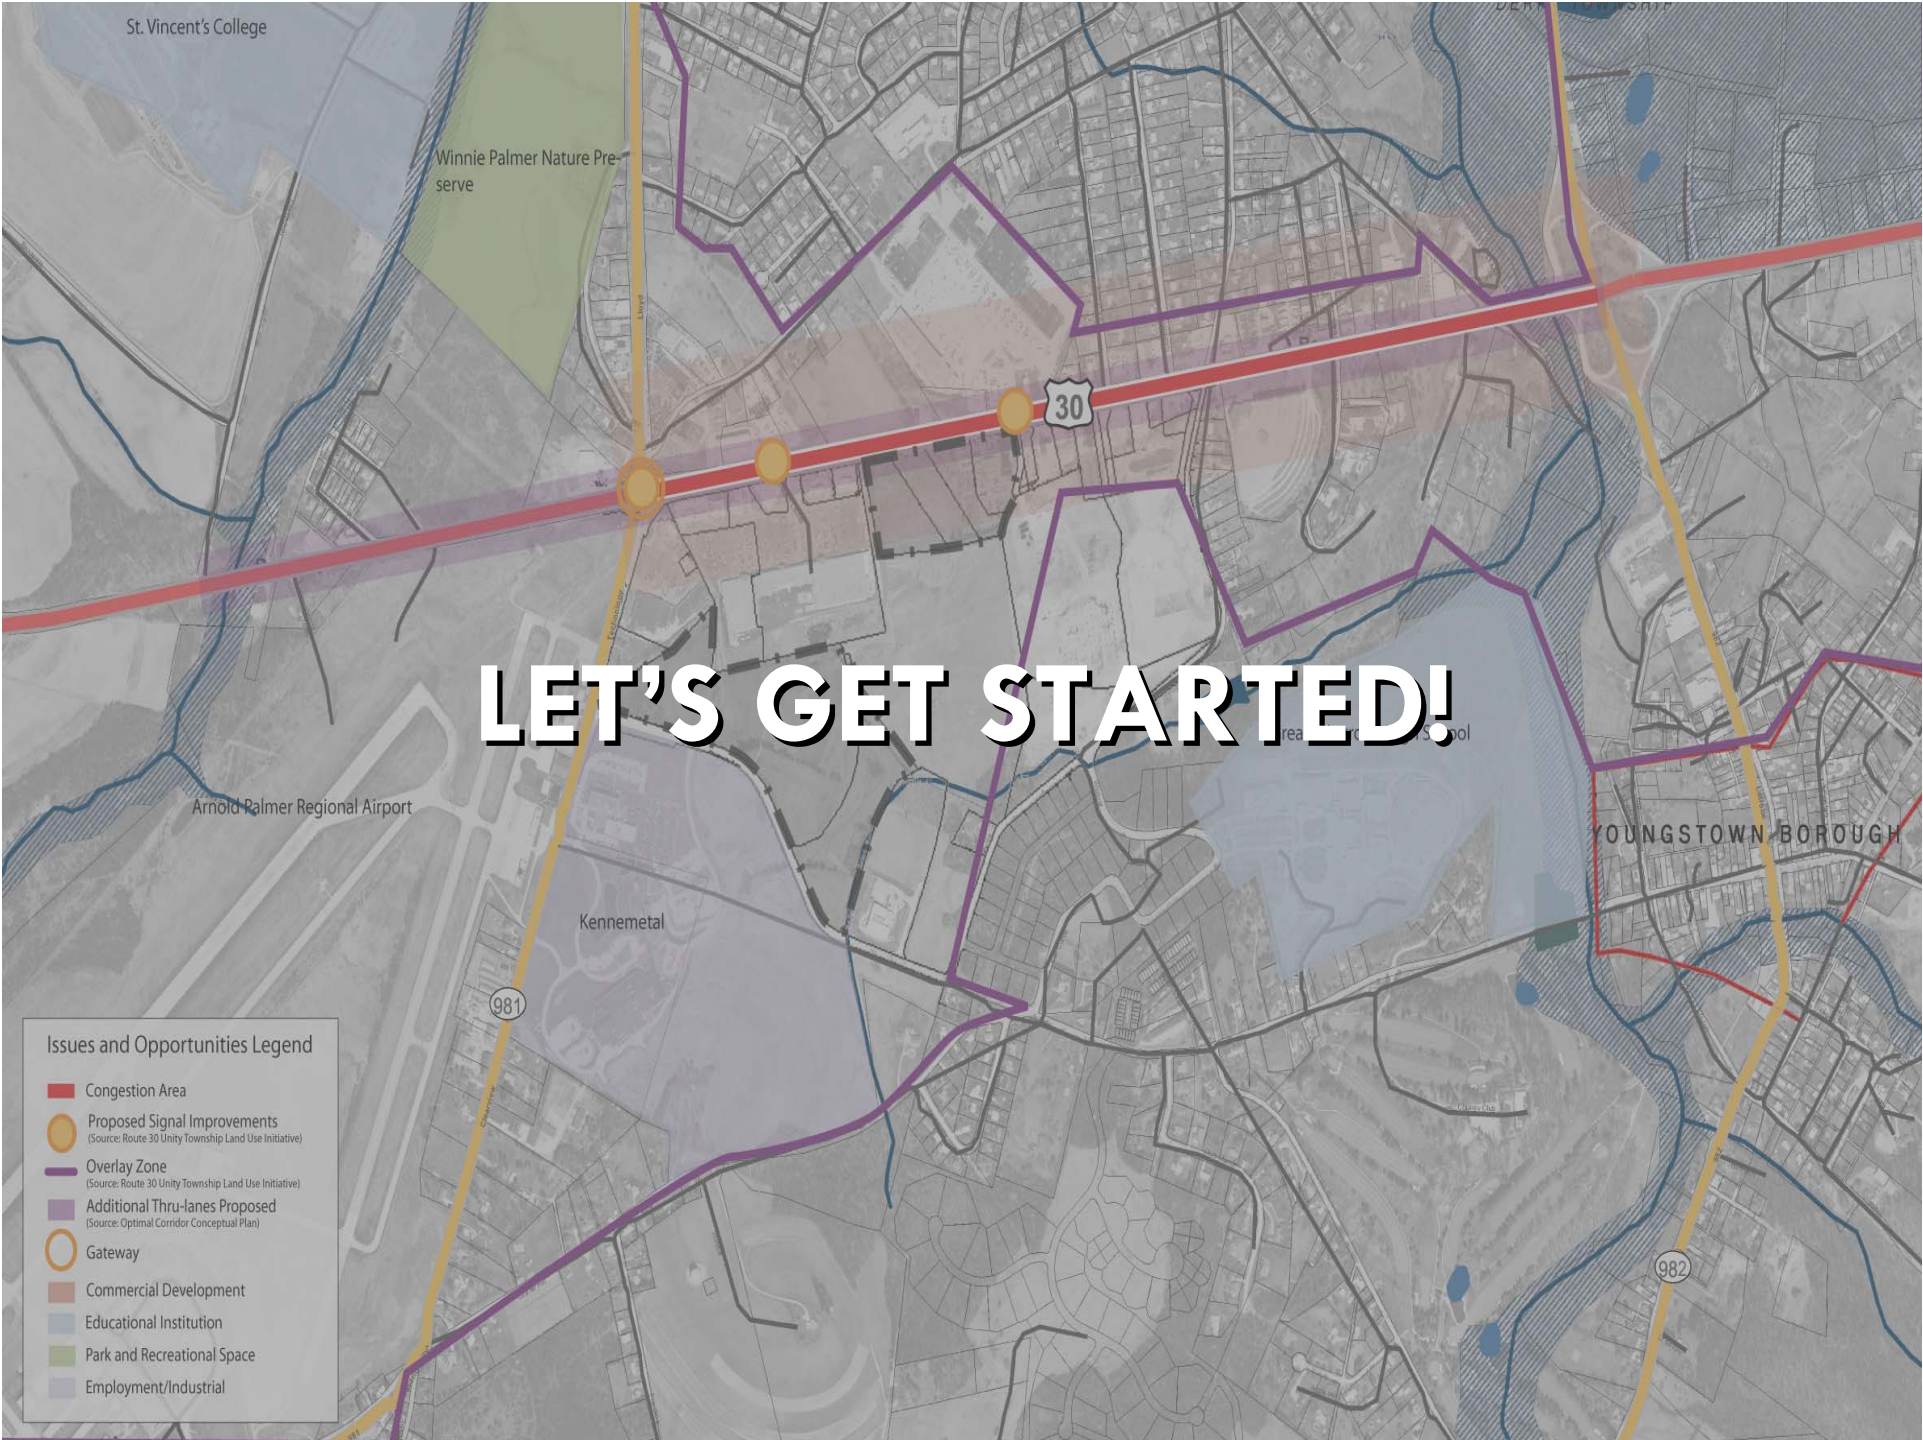 St. Vincent's College
Winnie Palmer Nature Pre-
serve
Lloyd
30
Technology
LET'S GET STARTED!
Arnold Palmer Regional Airport
YOUNGSTOWN BOROUGH
Kennemetal
981
Clearview
982
Issues and Opportunities Legend
Congestion Area
Proposed Signal Improvements
(Source: Route 30 Unity Township Land Use Initiative)
Overlay Zone
(Source: Route 30 Unity Township Land Use Initiative)
Additional Thru-lanes Proposed
(Source: Optimal Corridor Conceptual Plan)
Gateway
Commercial Development
Educational Institution
Park and Recreational Space
Employment/Industrial